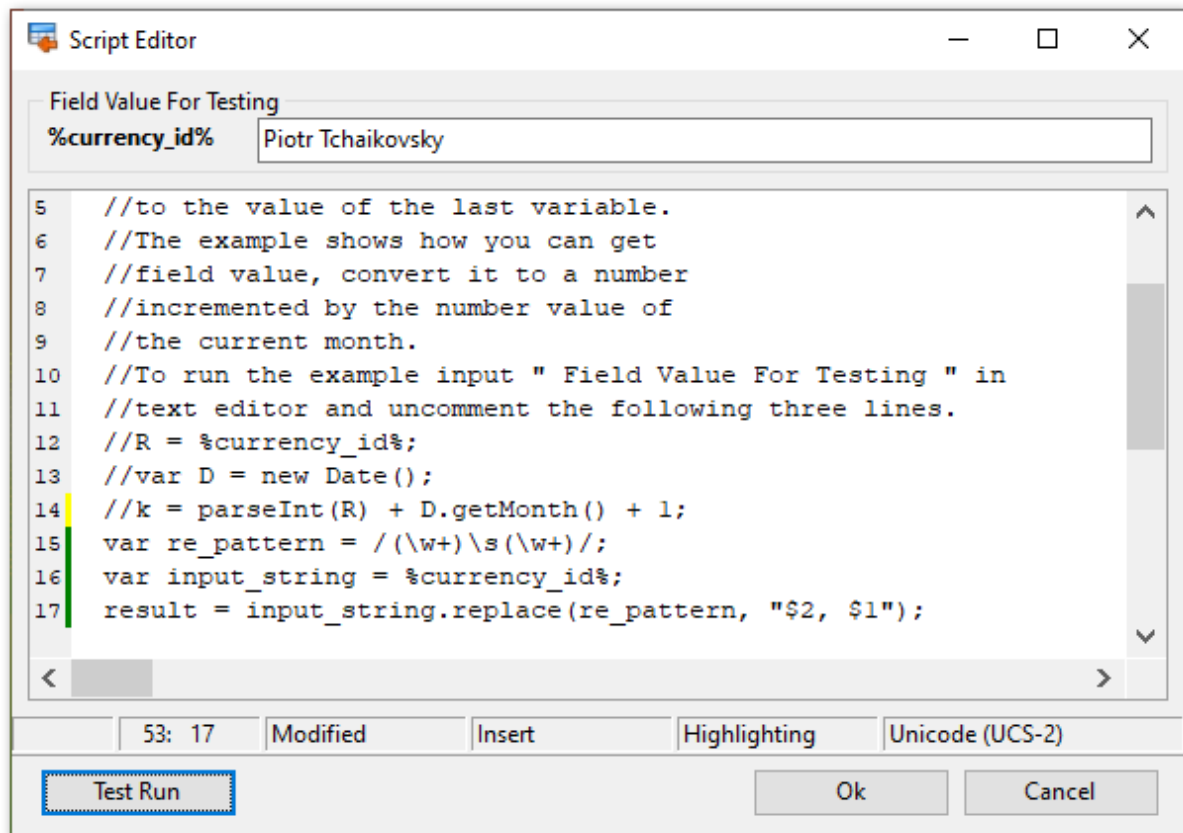 Script Editor
Field Value For Testing
%currency_id% Piotr Tchaikovsky
5 //to the value of the last variable.
6 //The example shows how you can get
7 //field value, convert it to a number
8 //incremented by the number value of
9 //the current month.
10 //To run the example input " Field Value For Testing " in
11 //text editor and uncomment the following three lines.
12 //R = %currency_id%;
13 //var D = new Date();
14 //k = parseInt(R) + D.getMonth() + 1;
15 var re_pattern = /(\w+)\s(\w+)/;
16 var input_string = %currency_id%;
17 result = input_string.replace(re_pattern, "$2, $1");
53: 17 Modified Insert Highlighting Unicode (UCS-2)
Test Run Ok Cancel